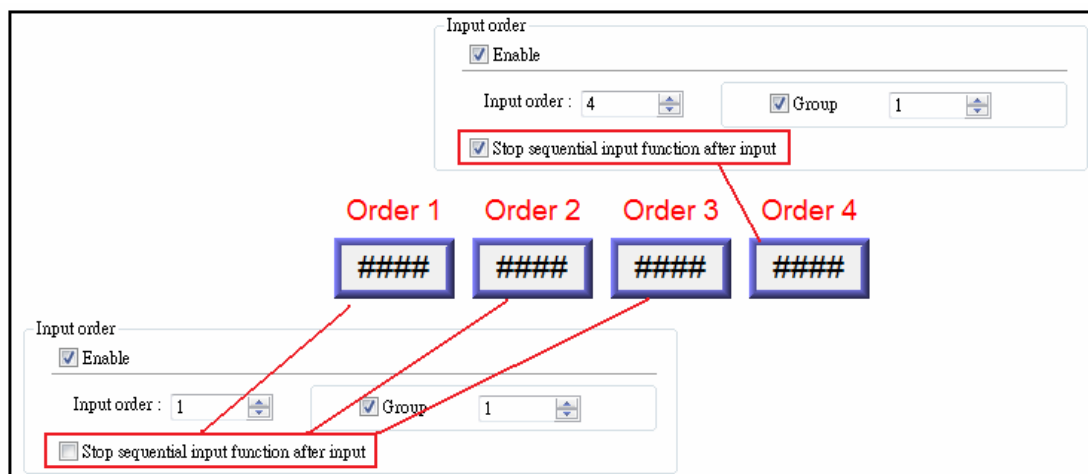 Input order
Enable
Input order : 4 Group 1
Stop sequential input function after input
Order 1 Order 2 Order 3 Order 4
#### #### #### ####
Input order
Enable
Input order : 1 Group 1
Stop sequential input function after input